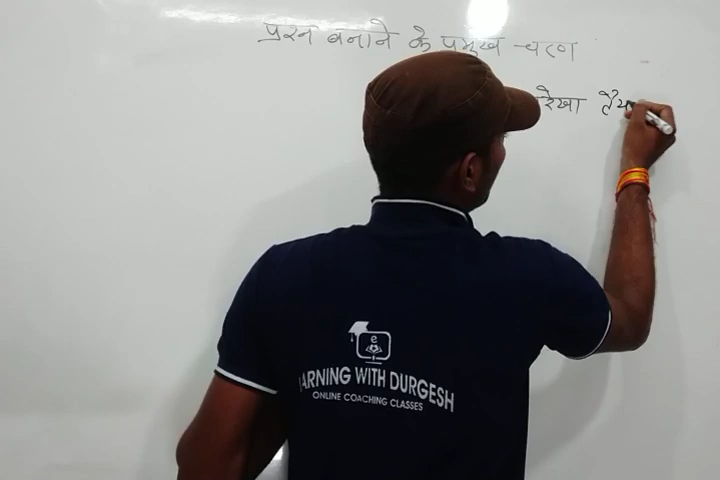 प्रश्न बनाने के प्रमुख चरण
रेखा तैया
e
LEARNING WITH DURGESH
ONLINE COACHING CLASSES